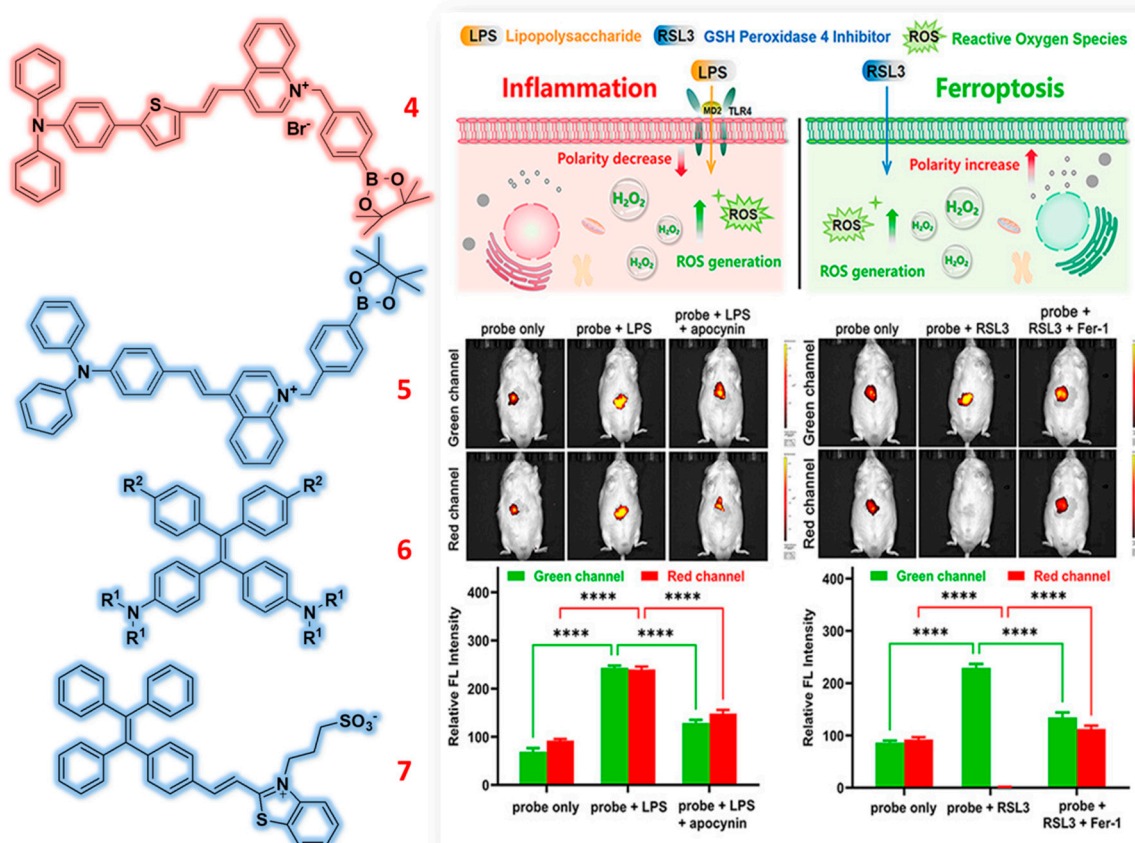 N
S
N+
Br-
B
O
O
4
N
N+
B
O
O
5
R2
R2
N
R1
R1
N
R1
R1
6
SO3-
N
+
S
7
LPS Lipopolysaccharide
RSL3 GSH Peroxidase 4 Inhibitor
ROS Reactive Oxygen Species
Inflammation
LPS
MD2
TLR4
Polarity decrease
H2O2
H2O2
H2O2
ROS
ROS generation
Ferroptosis
RSL3
Polarity increase
ROS
H2O2
H2O2
H2O2
ROS generation
probe only
probe + LPS
probe + LPS
+ apocynin
Green channel
Red channel
probe only
probe + RSL3
probe +
RSL3 + Fer-1
Green channel
Red channel
Green channel
Red channel
Relative FL Intensity
400
300
200
100
0
****
****
****
****
probe only
probe + LPS
probe + LPS
+ apocynin
Green channel
Red channel
Relative FL Intensity
400
300
200
100
0
****
****
****
****
probe only
probe + RSL3
probe +
RSL3 + Fer-1